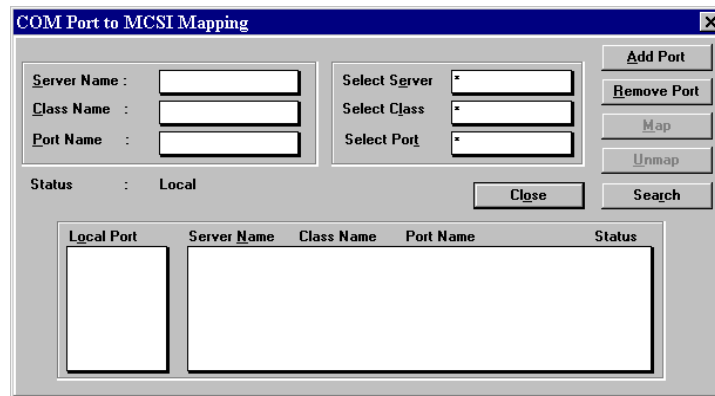 COM Port to MCSI Mapping
Server Name :
Class Name :
Port Name :
Select Server *
Select Class *
Select Port *
Add Port
Remove Port
Map
Unmap
Status : Local
Close
Search
Local Port Server Name Class Name Port Name Status